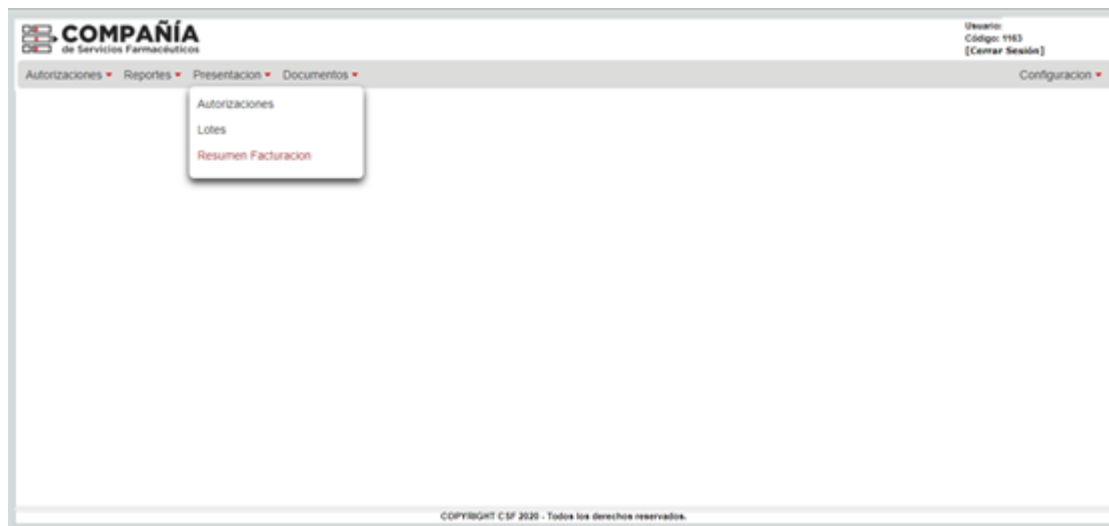 COMPAÑÍA
de Servicios Farmacéuticos
Usuario:
Código: 1163
[Cerrar Sesión]
Autorizaciones Reportes Presentacion Documentos Configuracion
Autorizaciones
Lotes
Resumen Facturacion
COPYRIGHT CSF 2020 - Todos los derechos reservados.